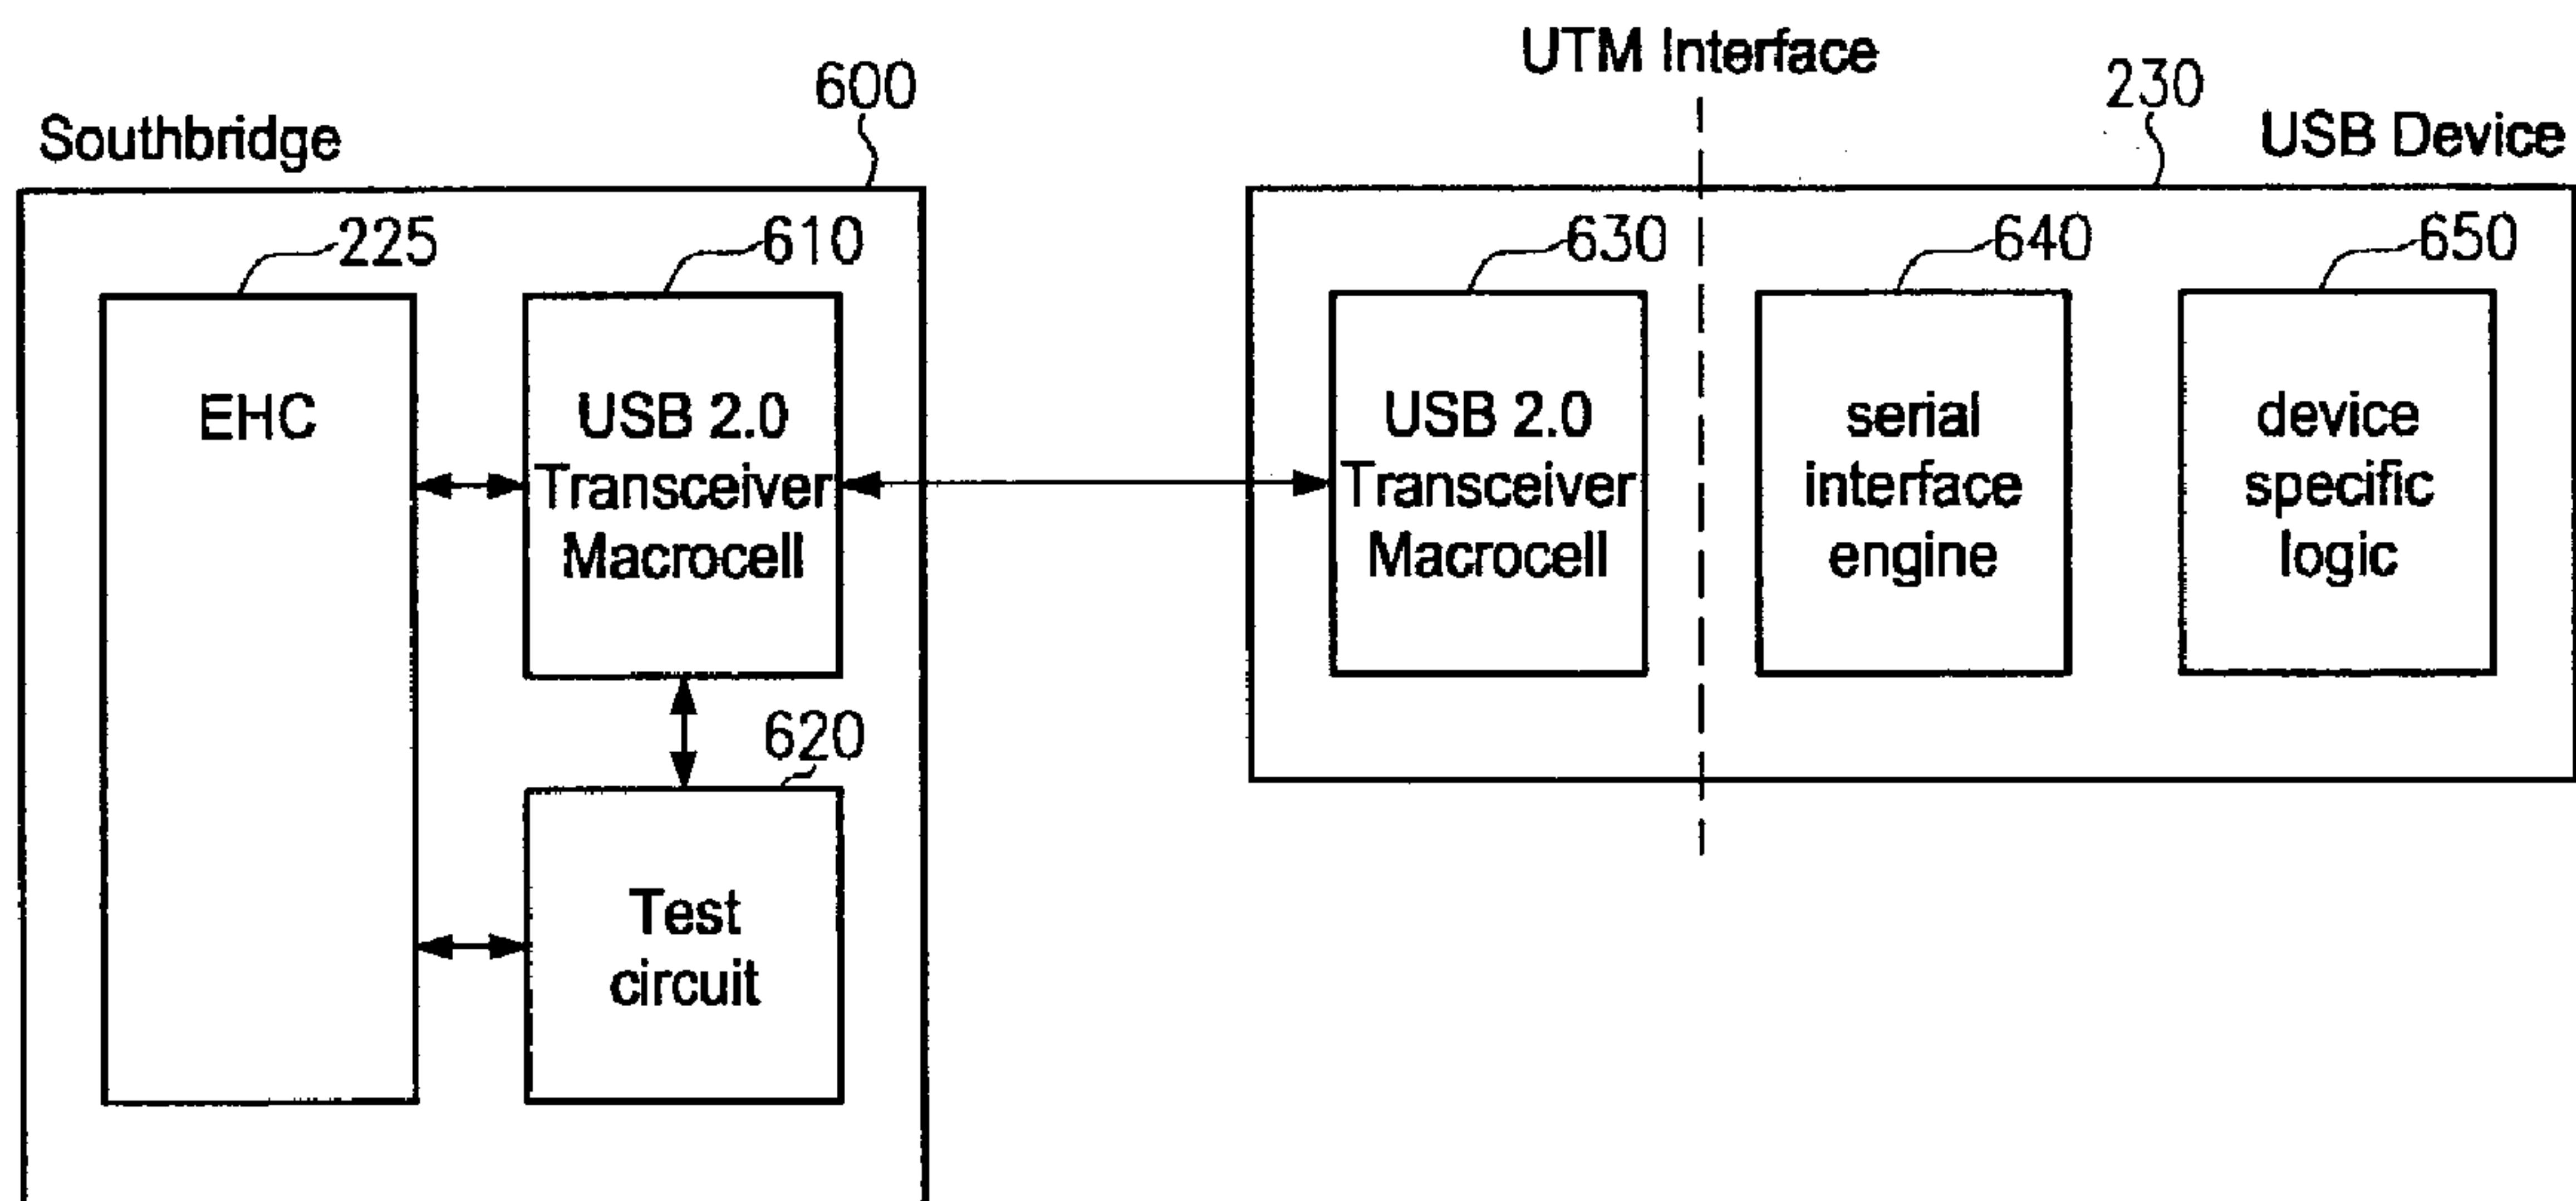 UTM Interface
600
230
Southbridge
USB Device
225
610
630
640
650
EHC
USB 2.0
Transceiver
Macrocell
USB 2.0
Transceiver
Macrocell
serial
interface
engine
device
specific
logic
620
Test
circuit